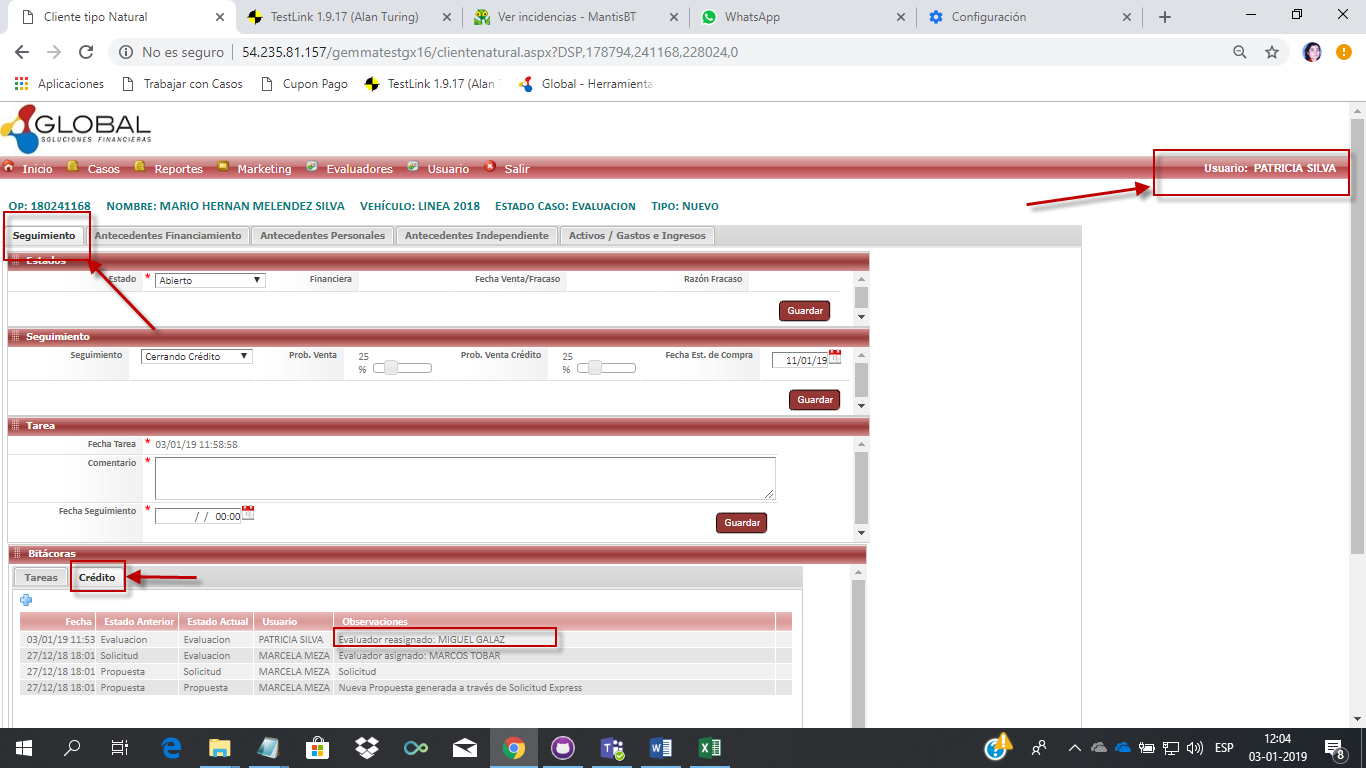 Cliente tipo Natural
TestLink 1.9.17 (Alan Turing)
Ver incidencias - MantisBT
WhatsApp
Configuración
No es seguro | 54.235.81.157/gemmatestgx16/clientenatural.aspx?DSP,178794,241168,228024,0
Aplicaciones
Trabajar con Casos
Cupon Pago
TestLink 1.9.17 (Alan
Global - Herramienta
GLOBAL
SOLUCIONES FINANCIERAS
Inicio Casos Reportes Marketing Evaluadores Usuario Salir
Usuario: PATRICIA SILVA
OP: 180241168 NOMBRE: MARIO HERNAN MELENDEZ SILVA VEHÍCULO: LINEA 2018 ESTADO CASO: EVALUACION TIPO: NUEVO
Seguimiento Antecedentes Financiamiento Antecedentes Personales Antecedentes Independiente Activos / Gastos e Ingresos
Estados
Estado * Abierto Financiera Fecha Venta/Fracaso Razón Fracaso
Guardar
Seguimiento
Seguimiento Cerrando Crédito Prob. Venta 25 % Prob. Venta Crédito 25 % Fecha Est. de Compra 11/01/19
Guardar
Tarea
Fecha Tarea * 03/01/19 11:58:58
Comentario *
Fecha Seguimiento * / / 00:00
Guardar
Bitácoras
Tareas Crédito
Fecha Estado Anterior Estado Actual Usuario Observaciones
03/01/19 11:53 Evaluacion Evaluacion PATRICIA SILVA Evaluador reasignado: MIGUEL GALAZ
27/12/18 18:01 Solicitud Evaluacion MARCELA MEZA Evaluador asignado: MARCOS TOBAR
27/12/18 18:01 Propuesta Solicitud MARCELA MEZA Solicitud
27/12/18 18:01 Propuesta Propuesta MARCELA MEZA Nueva Propuesta generada a través de Solicitud Express
ESP
12:04
03-01-2019
8